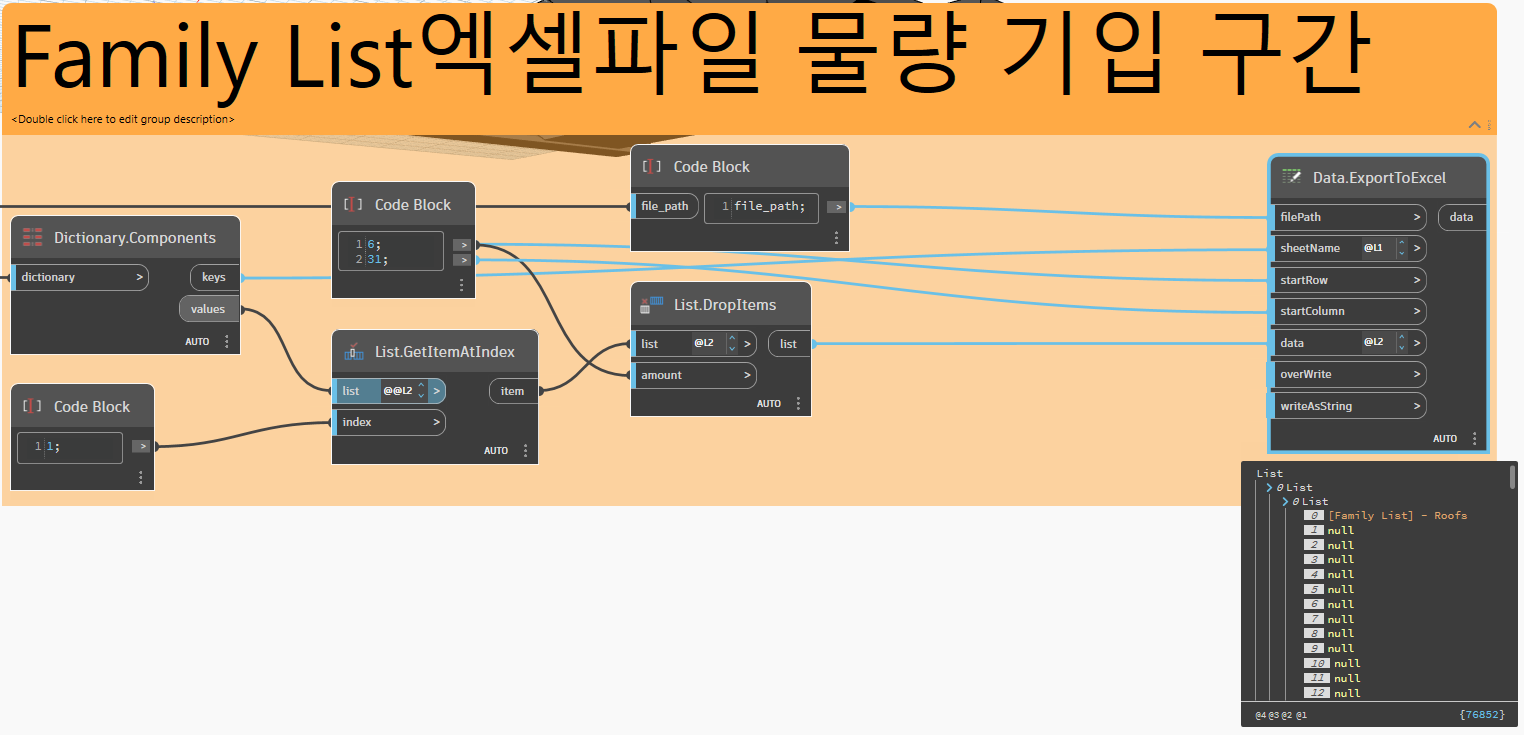 Family List엑셀파일 물량 기입 구간
<Double click here to edit group description>
Code Block
file_path
1 file_path;
>
Data.ExportToExcel
filePath >
data
sheetName @L1 >
startRow >
startColumn >
data @L2 >
overWrite >
writeAsString >
AUTO
Code Block
1 6; >
2 31; >
Dictionary.Components
dictionary >
keys
values
AUTO
List.DropItems
list @L2 >
list
amount >
AUTO
List.GetItemAtIndex
list @@L2 >
item
index >
AUTO
Code Block
1 1; >
List
0 List
0 List
0 [Family List] - Roofs
1 null
2 null
3 null
4 null
5 null
6 null
7 null
8 null
9 null
10 null
11 null
12 null
@4 @3 @2 @1 {76852}